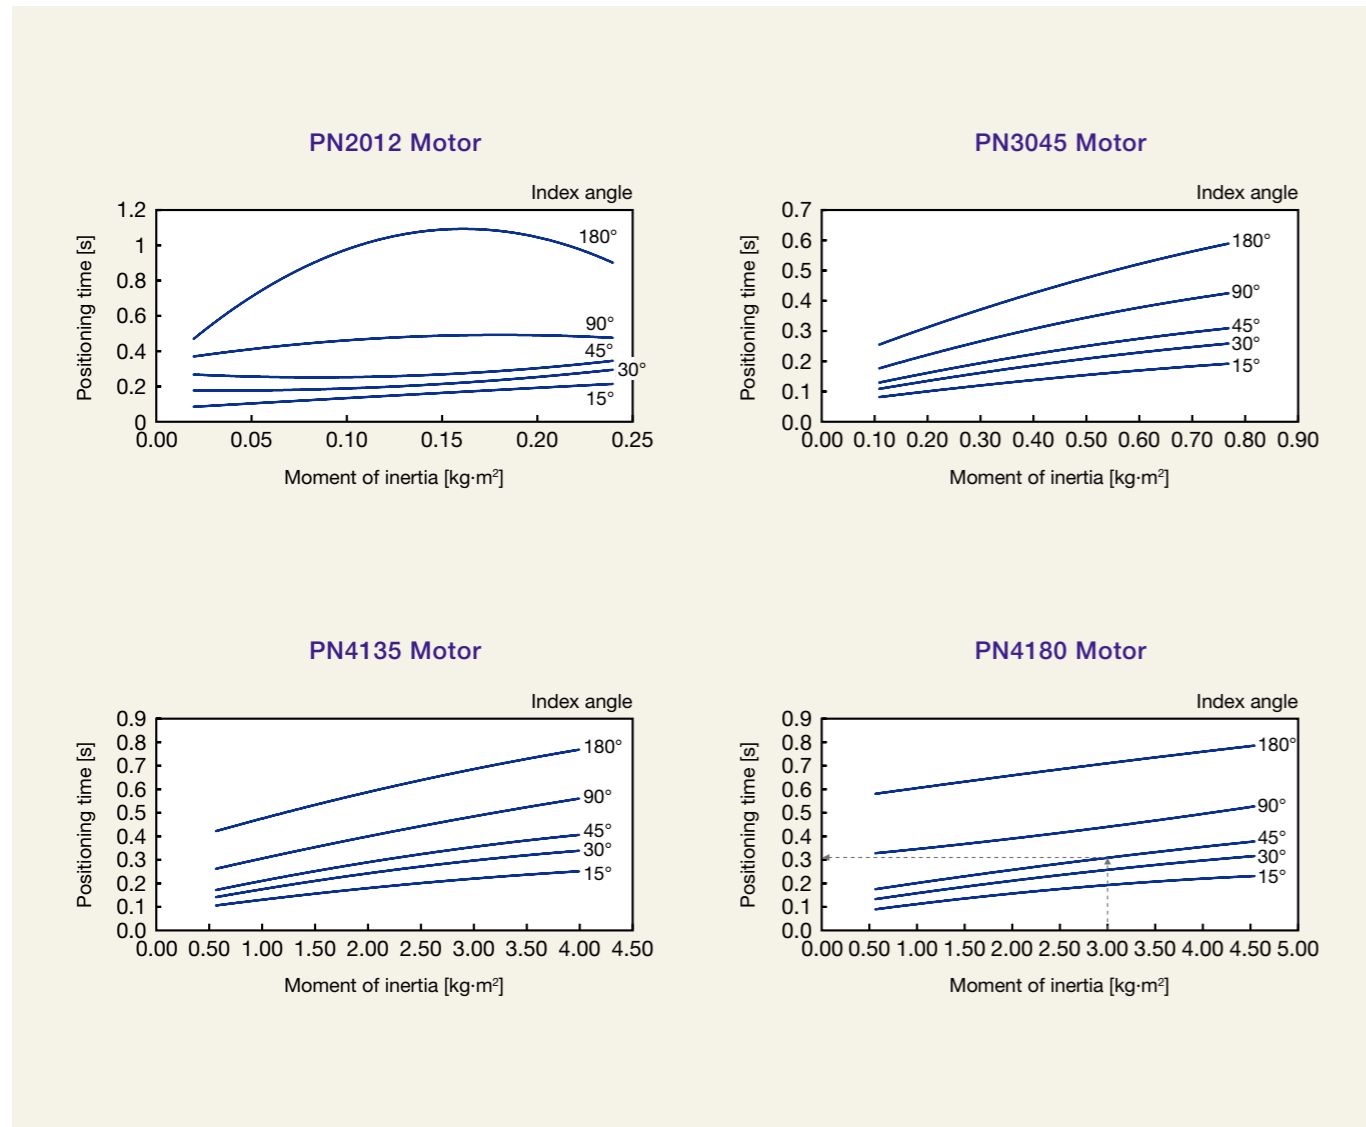 PN2012 Motor
Index angle
Positioning time [s]
1.2
1
0.8
0.6
0.4
0.2
0
180°
90°
45°
30°
15°
0.00 0.05 0.10 0.15 0.20 0.25
Moment of inertia [kg·m²]
PN3045 Motor
Index angle
Positioning time [s]
0.7
0.6
0.5
0.4
0.3
0.2
0.1
0.0
180°
90°
45°
30°
15°
0.00 0.10 0.20 0.30 0.40 0.50 0.60 0.70 0.80 0.90
Moment of inertia [kg·m²]
PN4135 Motor
Index angle
Positioning time [s]
0.9
0.8
0.7
0.6
0.5
0.4
0.3
0.2
0.1
0.0
180°
90°
45°
30°
15°
0.00 0.50 1.00 1.50 2.00 2.50 3.00 3.50 4.00 4.50
Moment of inertia [kg·m²]
PN4180 Motor
Index angle
Positioning time [s]
0.9
0.8
0.7
0.6
0.5
0.4
0.3
0.2
0.1
0.0
180°
90°
45°
30°
15°
0.00 0.50 1.00 1.50 2.00 2.50 3.00 3.50 4.00 4.50 5.00
Moment of inertia [kg·m²]